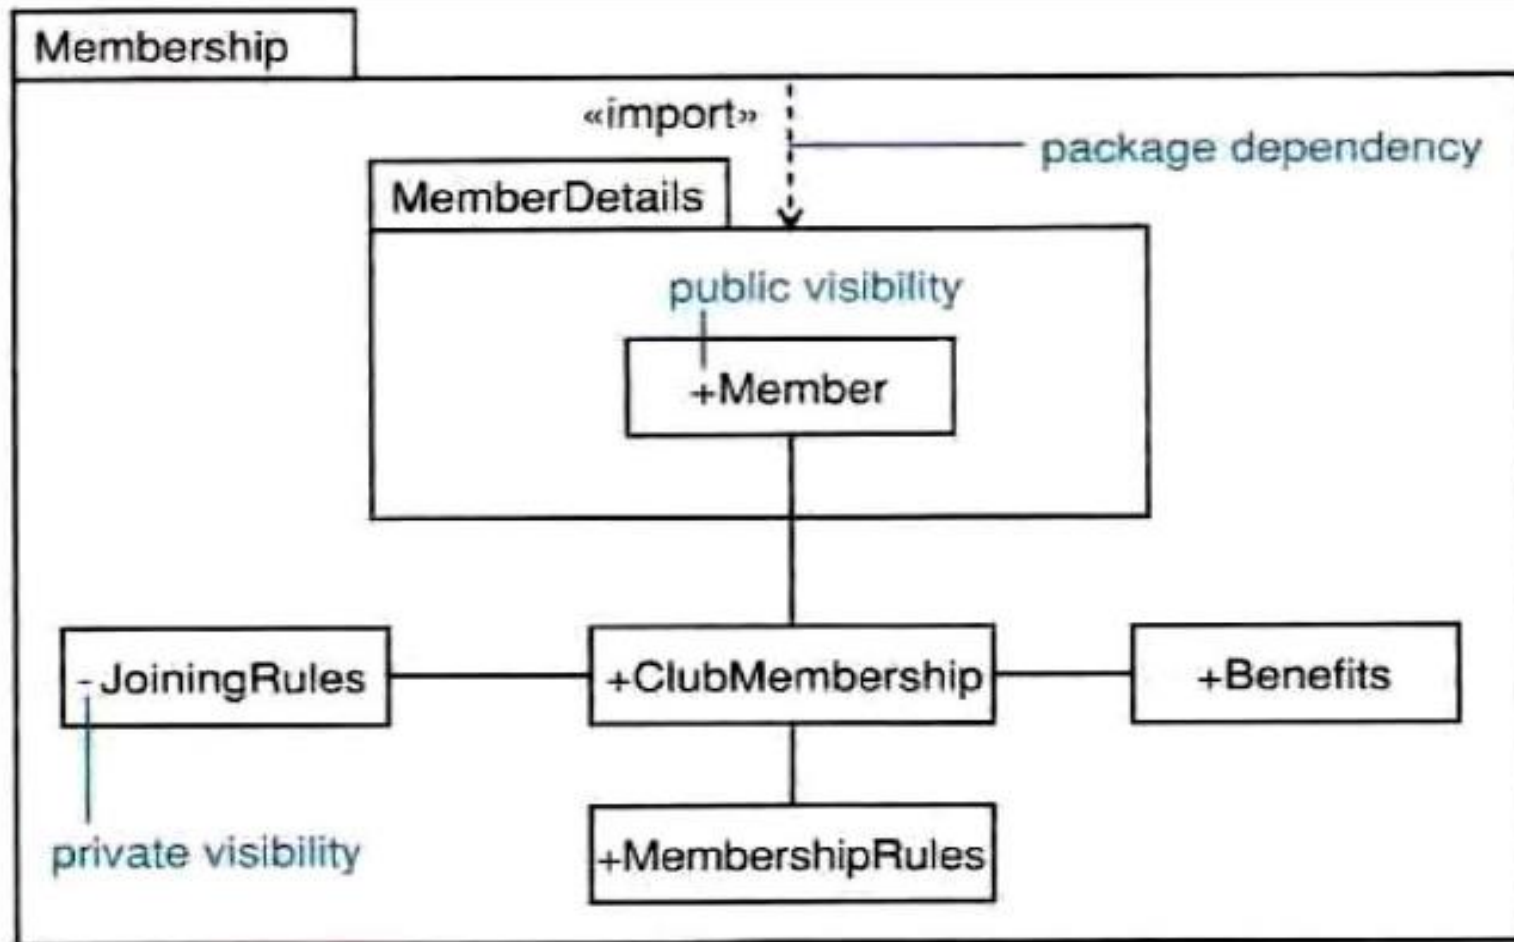 Membership
«import»
package dependency
MemberDetails
public visibility
+Member
-JoiningRules
+ClubMembership
+Benefits
private visibility
+MembershipRules